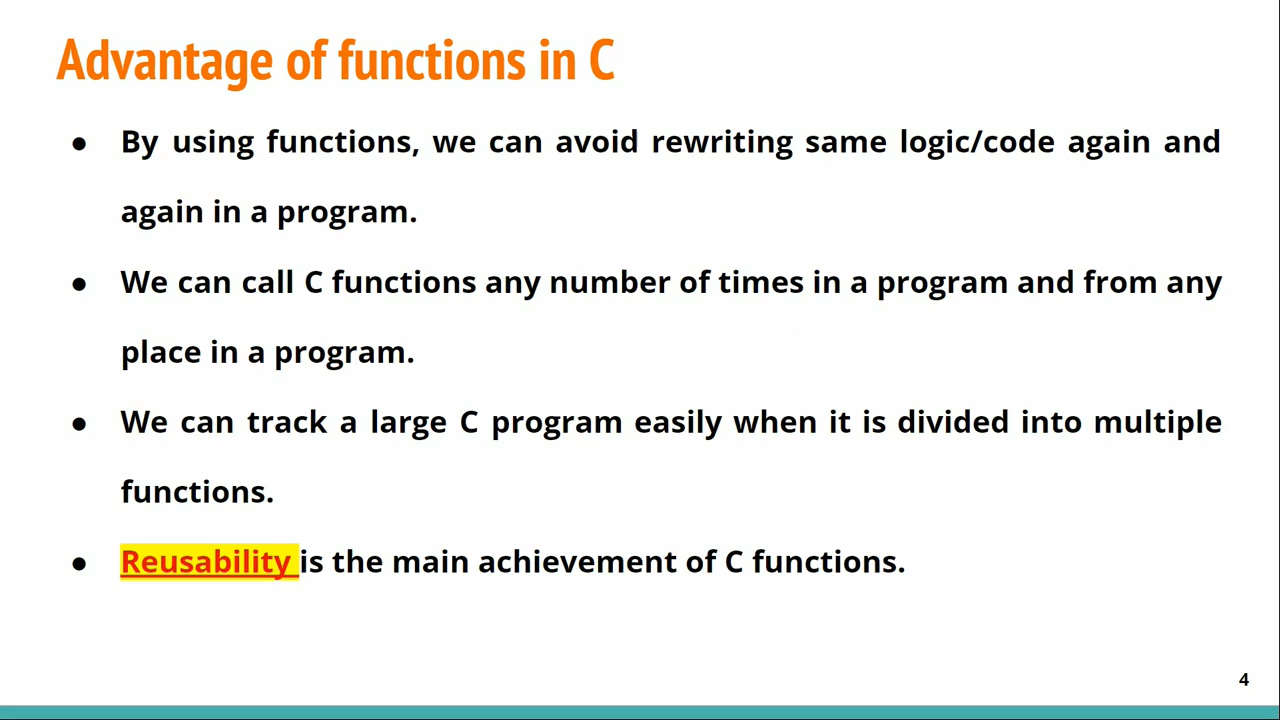 Advantage of functions in C
● By using functions, we can avoid rewriting same logic/code again and
again in a program.
● We can call C functions any number of times in a program and from any
place in a program.
● We can track a large C program easily when it is divided into multiple
functions.
● Reusability is the main achievement of C functions.
4